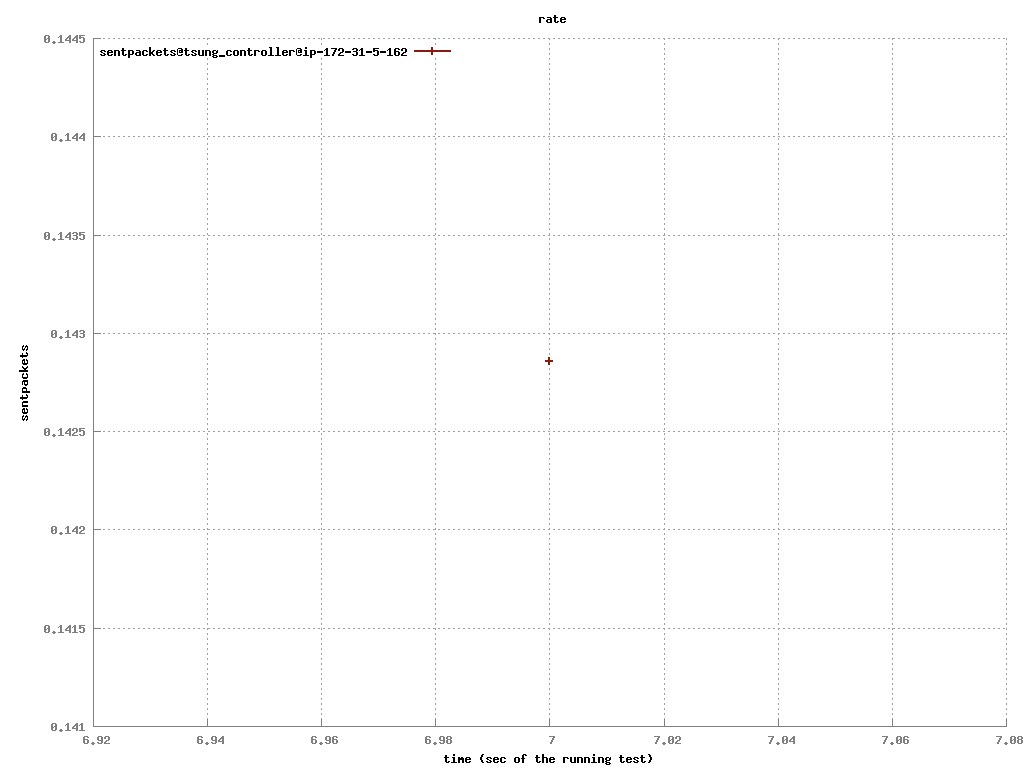 rate
0.1445
sentpackets@tsung_controller@ip-172-31-5-162
0.144
0.1435
0.143
sentpackets
0.1425
0.142
0.1415
0.141
6.92 6.94 6.96 6.98 7 7.02 7.04 7.06 7.08
time (sec of the running test)